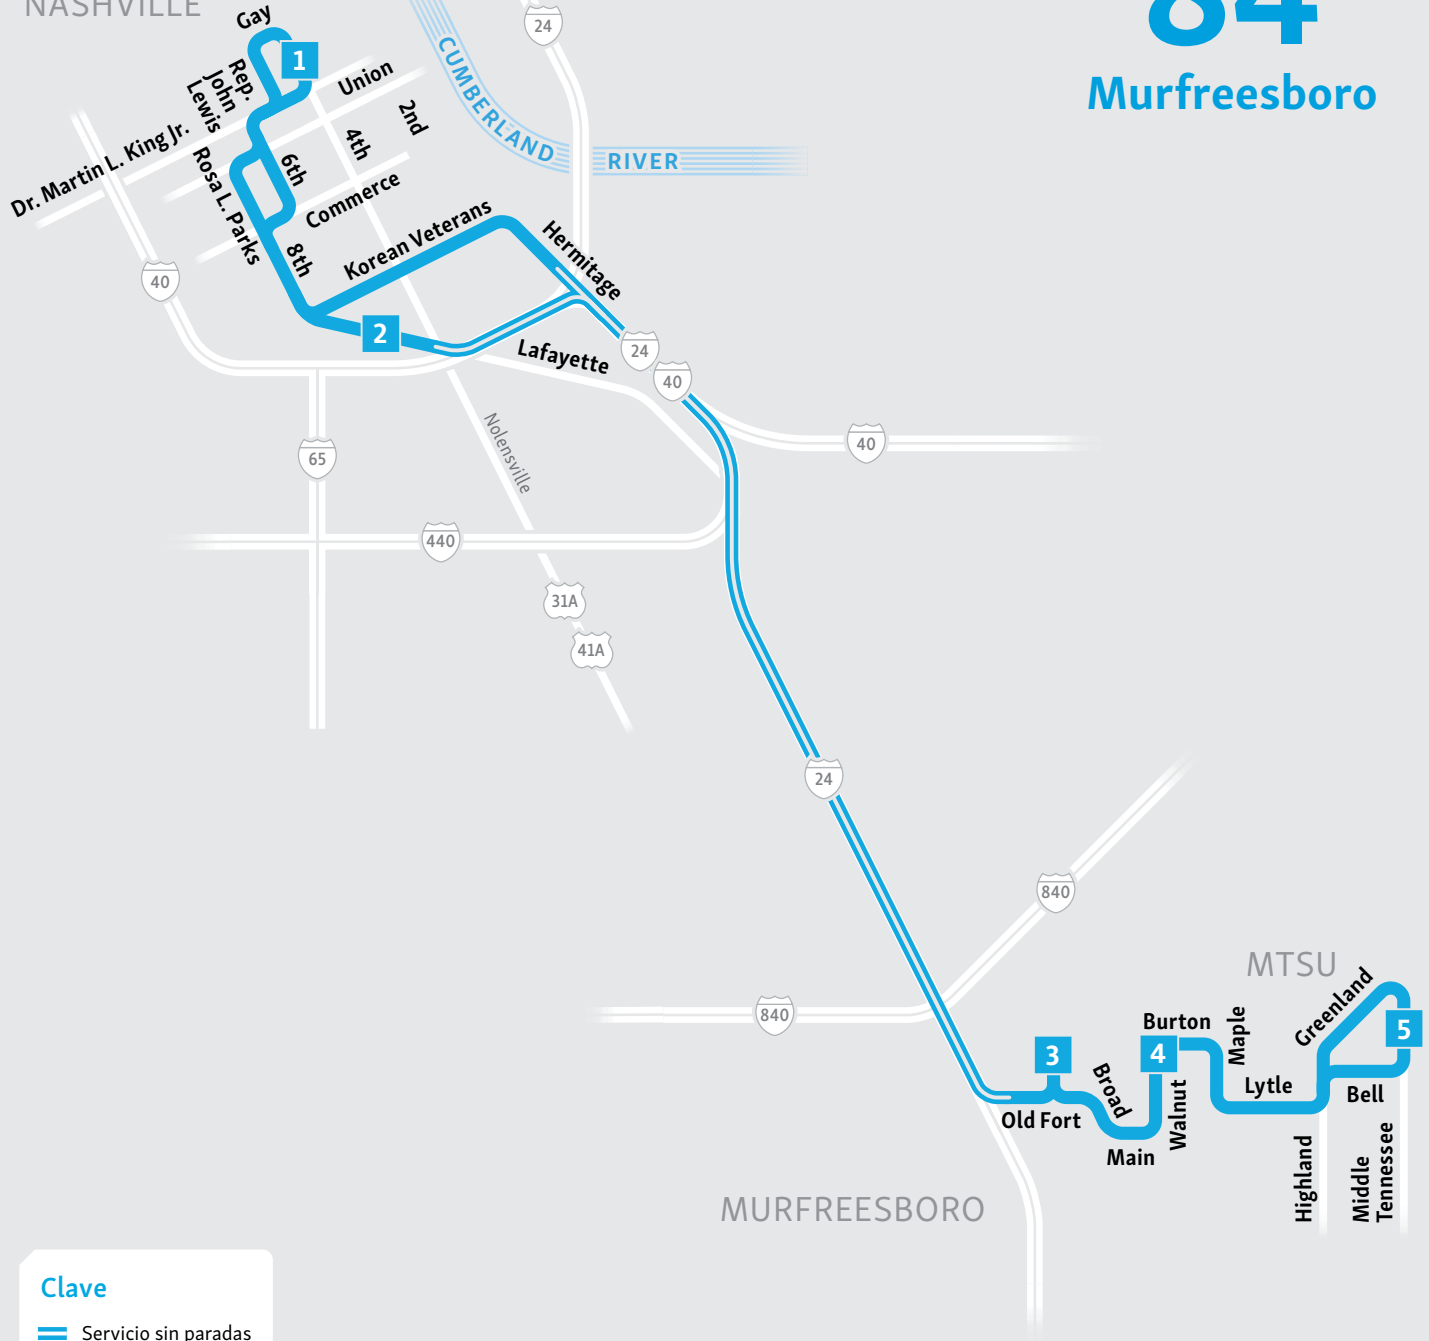 NASHVILLE
84
Murfreesboro
Gay
1
24
CUMBERLAND
RIVER
Rep.
John
Lewis
Union
2nd
4th
Dr. Martin L. King Jr.
6th
Rosa L. Parks
Commerce
8th
Korean Veterans
Hermitage
40
2
Lafayette
24
40
40
65
Nolensville
440
31A
41A
24
840
840
MTSU
Greenland
5
Burton
Maple
3
4
Broad
Walnut
Lytle
Bell
Old Fort
Main
Highland
Middle
Tennessee
MURFREESBORO
Clave
Servicio sin paradas